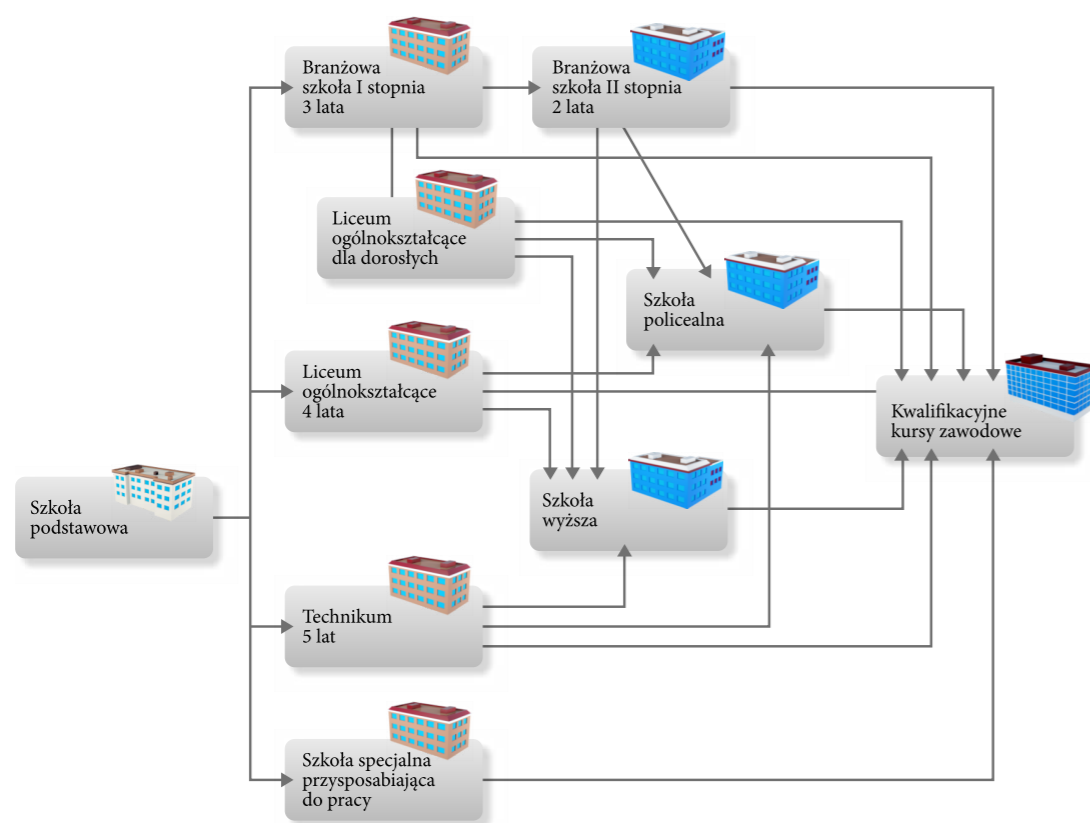 Branżowa
szkoła I stopnia
3 lata
Branżowa
szkoła II stopnia
2 lata
Liceum
ogólnokształcące
dla dorosłych
Szkoła
policealna
Liceum
ogólnokształcące
4 lata
Kwalifikacyjne
kursy zawodowe
Szkoła
podstawowa
Szkoła
wyższa
Technikum
5 lat
Szkoła specjalna
przysposabiająca
do pracy